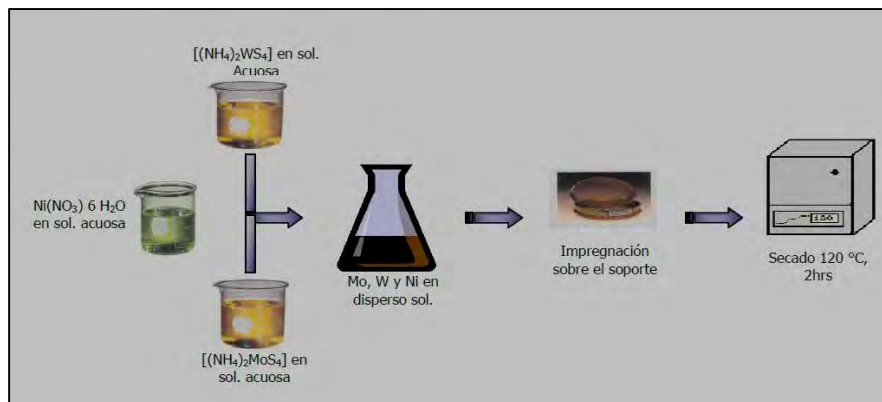 [(NH₄)₂WS₄] en sol.
Acuosa
Ni(NO₃) 6 H₂O
en sol. acuosa
[(NH₄)₂MoS₄] en
sol. acuosa
Mo, W y Ni en
disperso sol.
Impregnación
sobre el soporte
Secado 120 °C,
2hrs